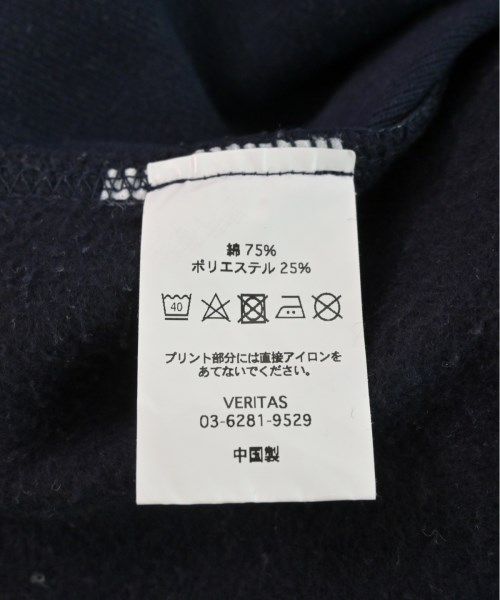 綿 75%
ポリエステル 25%
40
プリント部分には直接アイロンを
あてないでください。
VERITAS
03-6281-9529
中国製